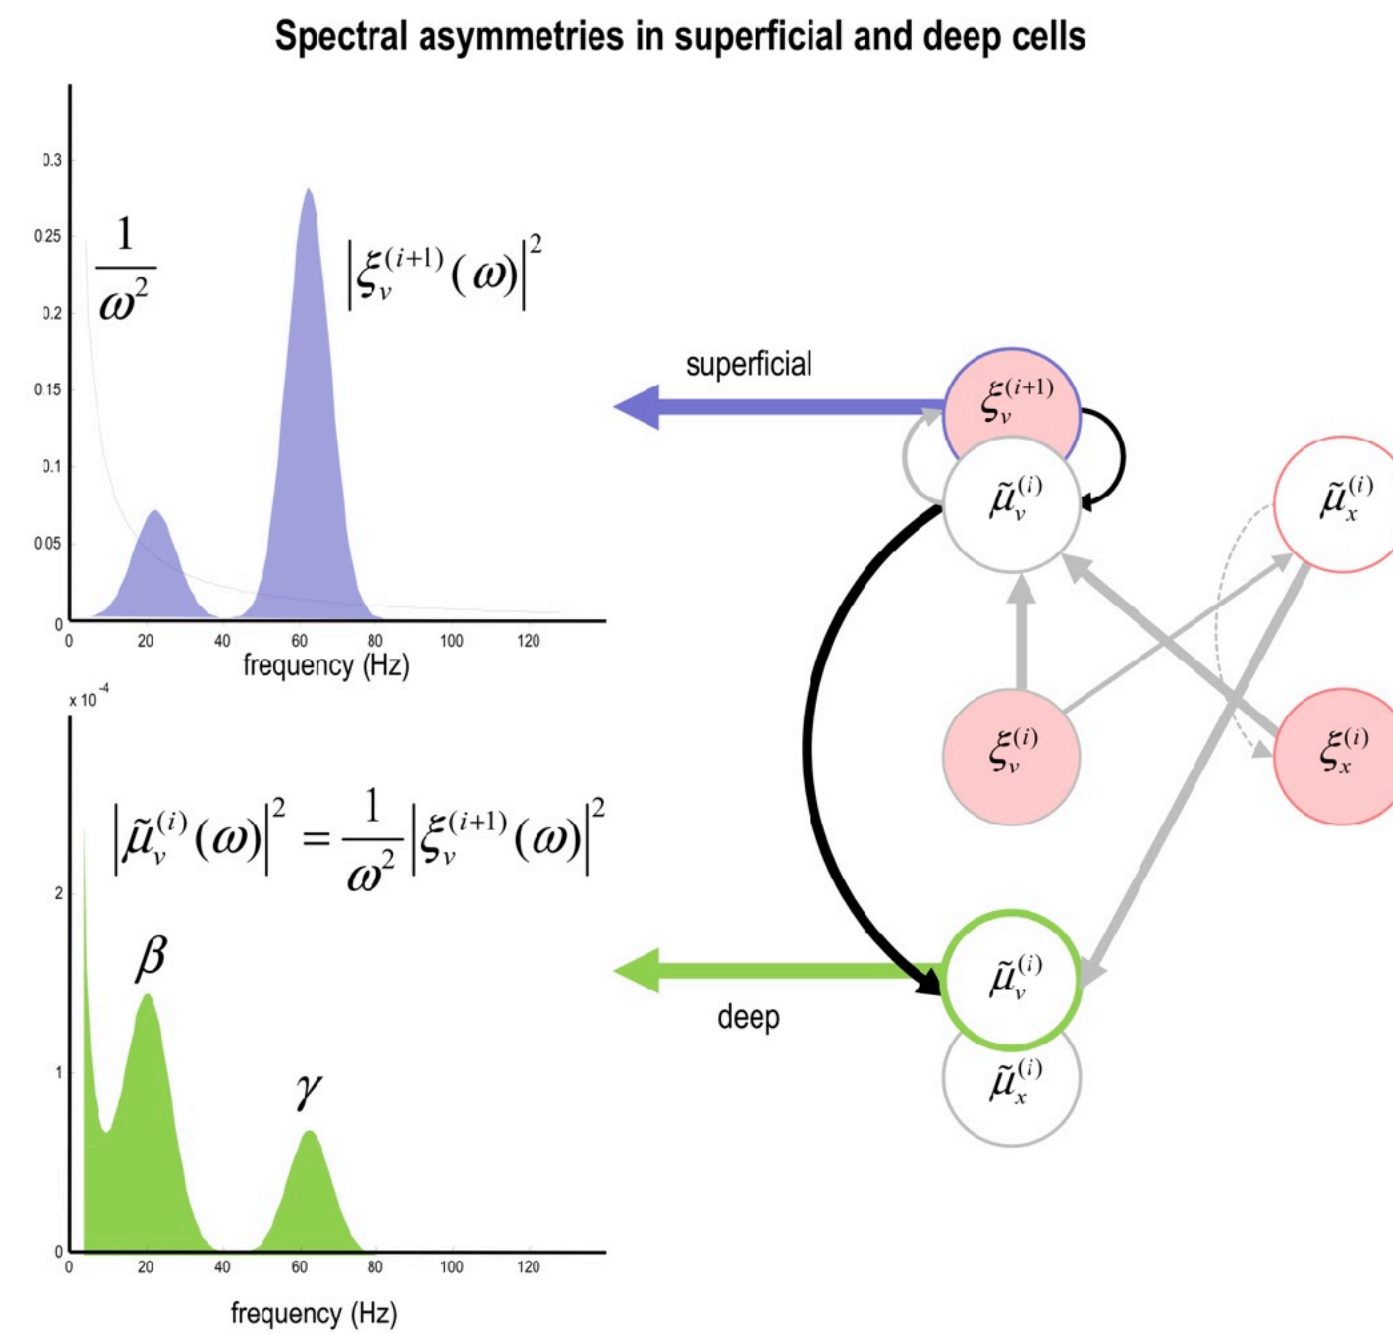 Spectral asymmetries in superficial and deep cells
0.3
0.25
0.2
0.15
0.1
0.05
0
1/ω²
|ξ_v^(i+1)(ω)|²
0 20 40 60 80 100 120
frequency (Hz)
superficial
ξ_v^(i+1)
μ̃_v^(i)
μ̃_x^(i)
ξ_v^(i)
ξ_x^(i)
x 10^-4
|μ̃_v^(i)(ω)|² = 1/ω² |ξ_v^(i+1)(ω)|²
2
1
0
β
γ
0 20 40 60 80 100 120
frequency (Hz)
deep
μ̃_v^(i)
μ̃_x^(i)